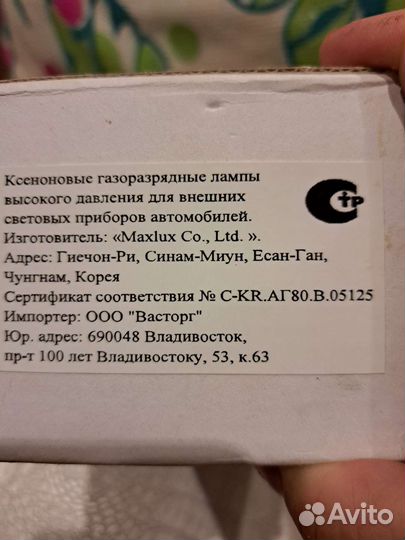 Ксеноновые газоразрядные лампы
высокого давления для внешних
световых приборов автомобилей.
Изготовитель: «Maxlux Co., Ltd. ».
Адрес: Гиечон-Ри, Синам-Миун, Есан-Ган,
Чунгнам, Корея
Сертификат соответствия № C-KR.АГ80.В.05125
Импортер: ООО "Васторг"
Юр. адрес: 690048 Владивосток,
пр-т 100 лет Владивостоку, 53, к.63
Стр
Avito